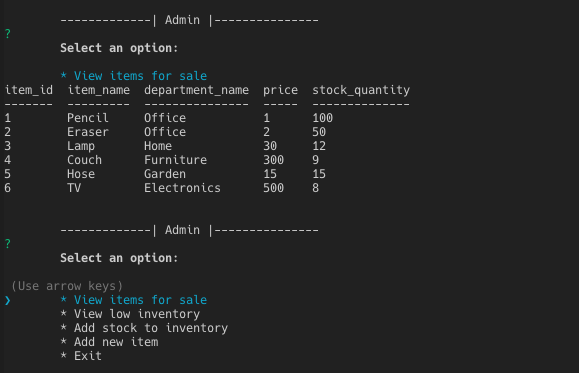 -------------| Admin |---------------
?
Select an option:
* View items for sale
item_id  item_name  department_name  price  stock_quantity
-------  ---------  ---------------  -----  --------------
1        Pencil     Office           1      100
2        Eraser     Office           2      50
3        Lamp       Home             30     12
4        Couch      Furniture        300    9
5        Hose       Garden           15     15
6        TV         Electronics      500    8
-------------| Admin |---------------
?
Select an option:
(Use arrow keys)
❯       * View items for sale
* View low inventory
* Add stock to inventory
* Add new item
* Exit